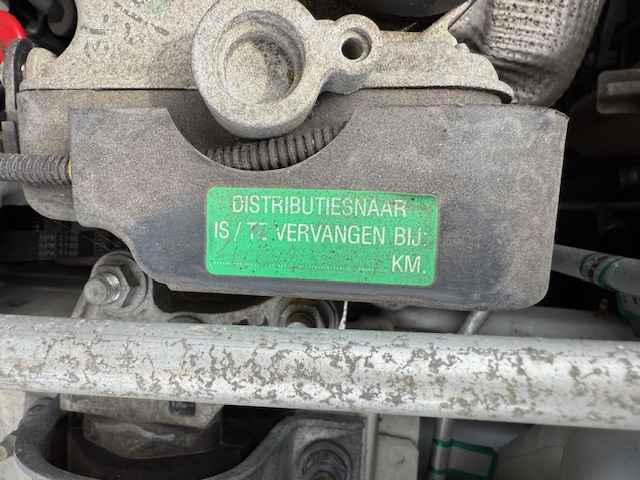 DISTRIBUTIESNAAR
IS / TE VERVANGEN BIJ:
KM.